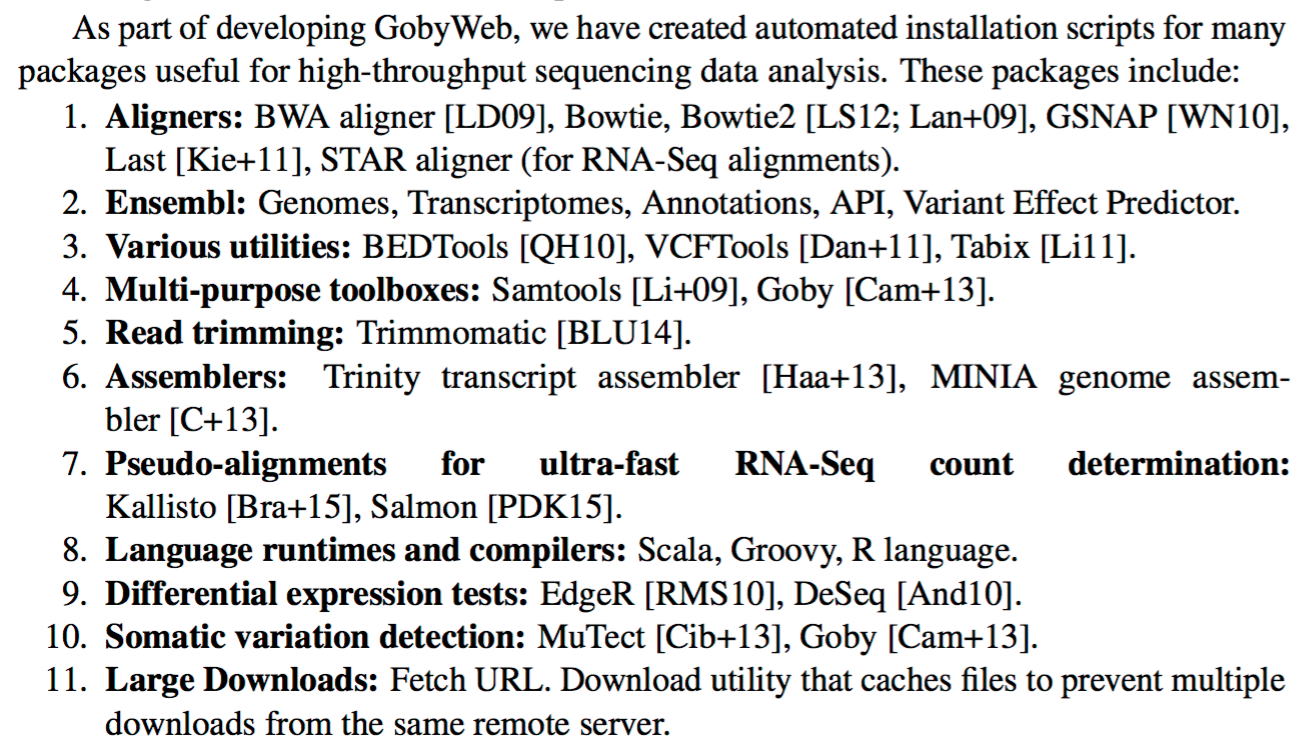 As part of developing GobyWeb, we have created automated installation scripts for many
packages useful for high-throughput sequencing data analysis. These packages include:
1. Aligners: BWA aligner [LD09], Bowtie, Bowtie2 [LS12; Lan+09], GSNAP [WN10],
Last [Kie+11], STAR aligner (for RNA-Seq alignments).
2. Ensembl: Genomes, Transcriptomes, Annotations, API, Variant Effect Predictor.
3. Various utilities: BEDTools [QH10], VCFTools [Dan+11], Tabix [Li11].
4. Multi-purpose toolboxes: Samtools [Li+09], Goby [Cam+13].
5. Read trimming: Trimmomatic [BLU14].
6. Assemblers: Trinity transcript assembler [Haa+13], MINIA genome assem-
bler [C+13].
7. Pseudo-alignments for ultra-fast RNA-Seq count determination:
Kallisto [Bra+15], Salmon [PDK15].
8. Language runtimes and compilers: Scala, Groovy, R language.
9. Differential expression tests: EdgeR [RMS10], DeSeq [And10].
10. Somatic variation detection: MuTect [Cib+13], Goby [Cam+13].
11. Large Downloads: Fetch URL. Download utility that caches files to prevent multiple
downloads from the same remote server.